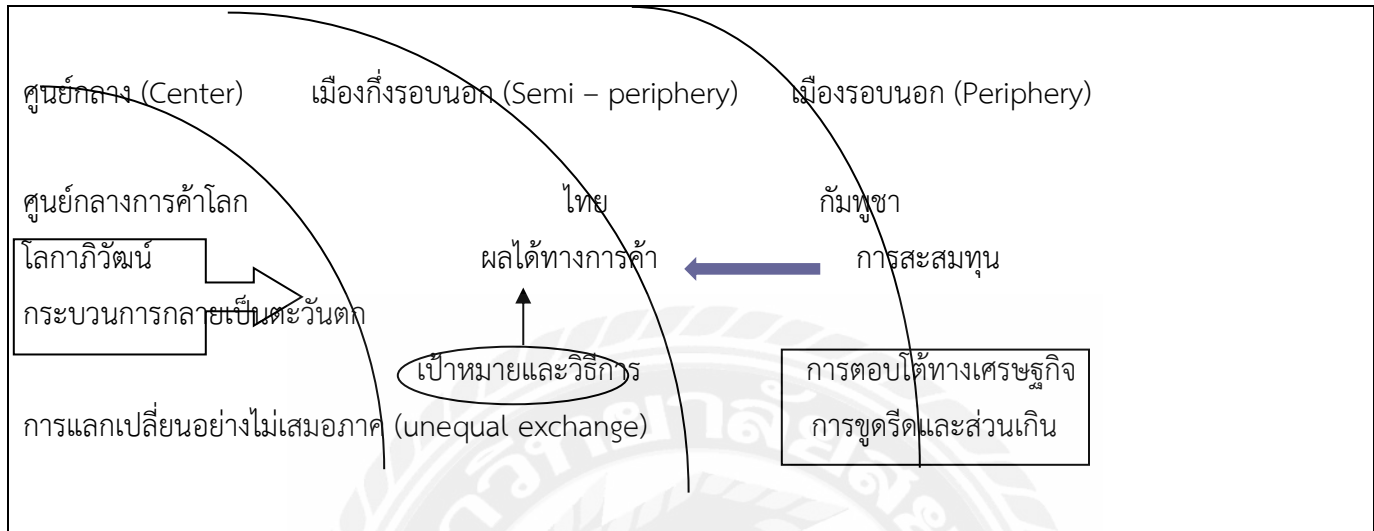 ศูนย์กลาง (Center) เมืองกึ่งรอบนอก (Semi – periphery) เมืองรอบนอก (Periphery)
ศูนย์กลางการค้าโลก ไทย กัมพูชา
โลกาภิวัฒน์ ผลได้ทางการค้า การสะสมทุน
กระบวนการกลายเป็นตะวันตก
เป้าหมายและวิธีการ การตอบโต้ทางเศรษฐกิจ
การแลกเปลี่ยนอย่างไม่เสมอภาค (unequal exchange) การขูดรีดและส่วนเกิน